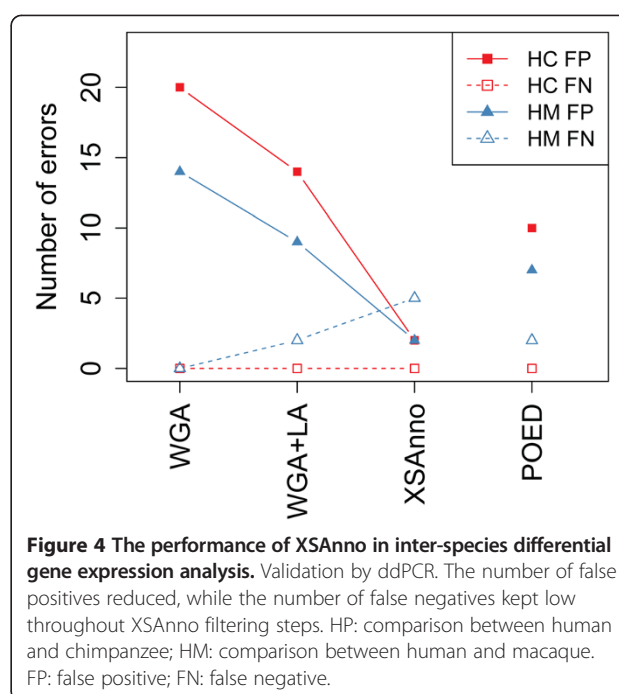 HC FP
HC FN
HM FP
HM FN
Number of errors
20
15
10
5
0
WGA
WGA+LA
XSAnno
POED
Figure 4 The performance of XSAnno in inter-species differential
gene expression analysis. Validation by ddPCR. The number of false
positives reduced, while the number of false negatives kept low
throughout XSAnno filtering steps. HP: comparison between human
and chimpanzee; HM: comparison between human and macaque.
FP: false positive; FN: false negative.